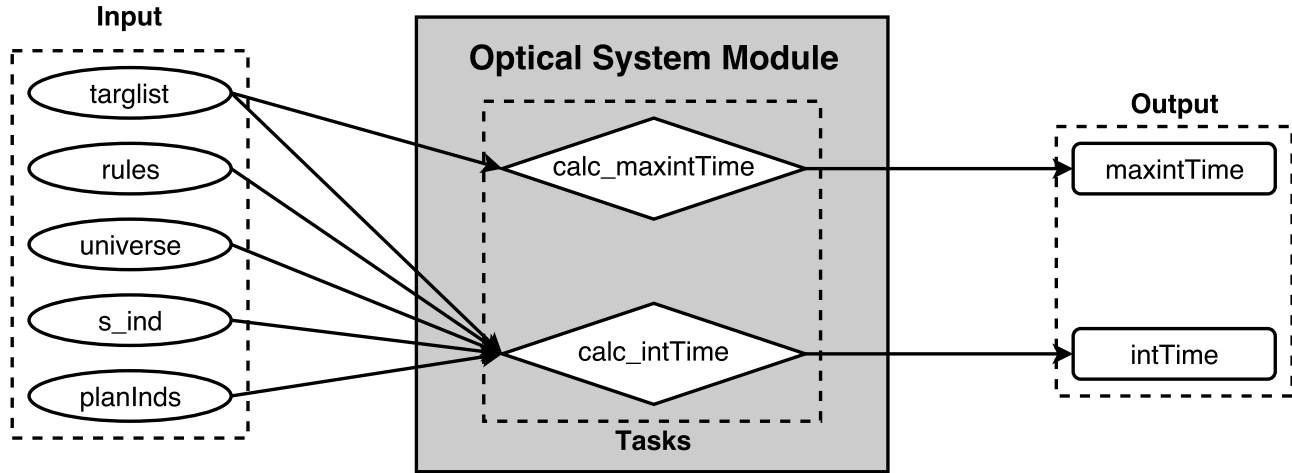 Input
targlist
rules
universe
s_ind
planInds
Optical System Module
calc_maxintTime
calc_intTime
Tasks
Output
maxintTime
intTime